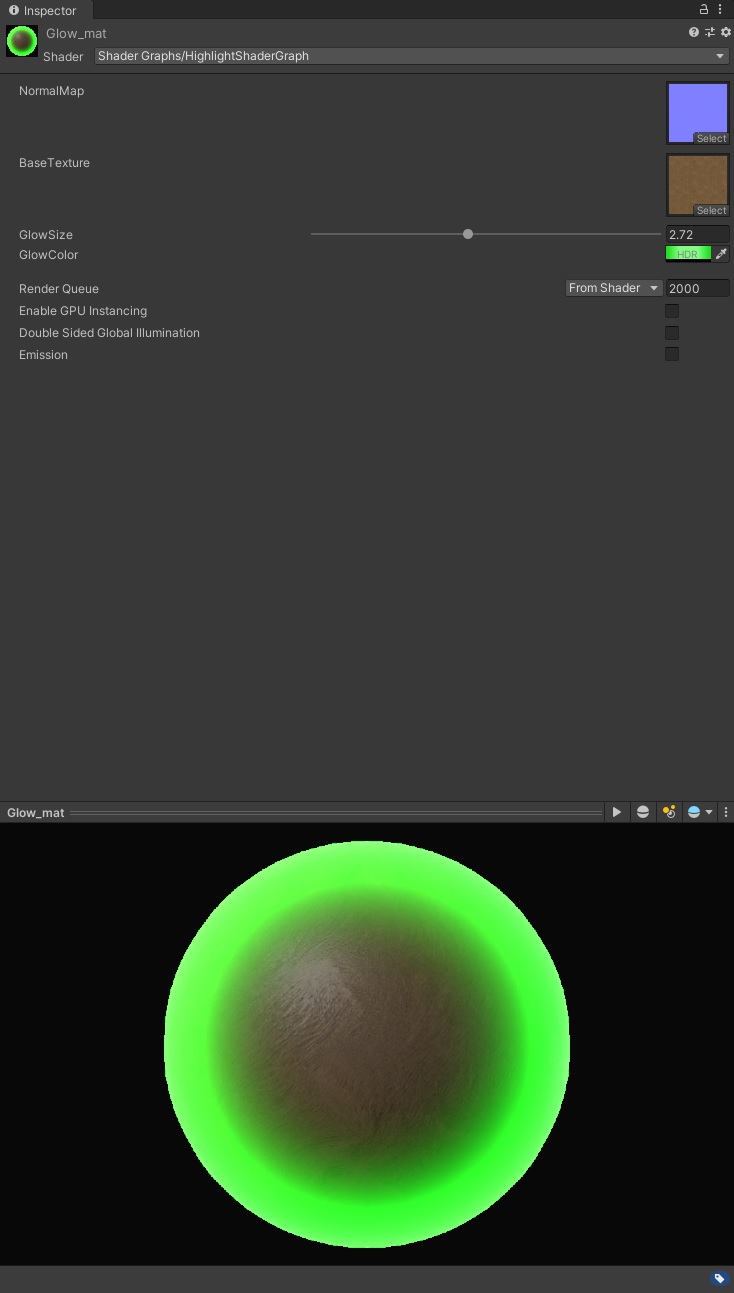 Inspector
Glow_mat
Shader Shader Graphs/HighlightShaderGraph
NormalMap
Select
BaseTexture
Select
GlowSize 2.72
GlowColor HDR
Render Queue From Shader 2000
Enable GPU Instancing
Double Sided Global Illumination
Emission
Glow_mat